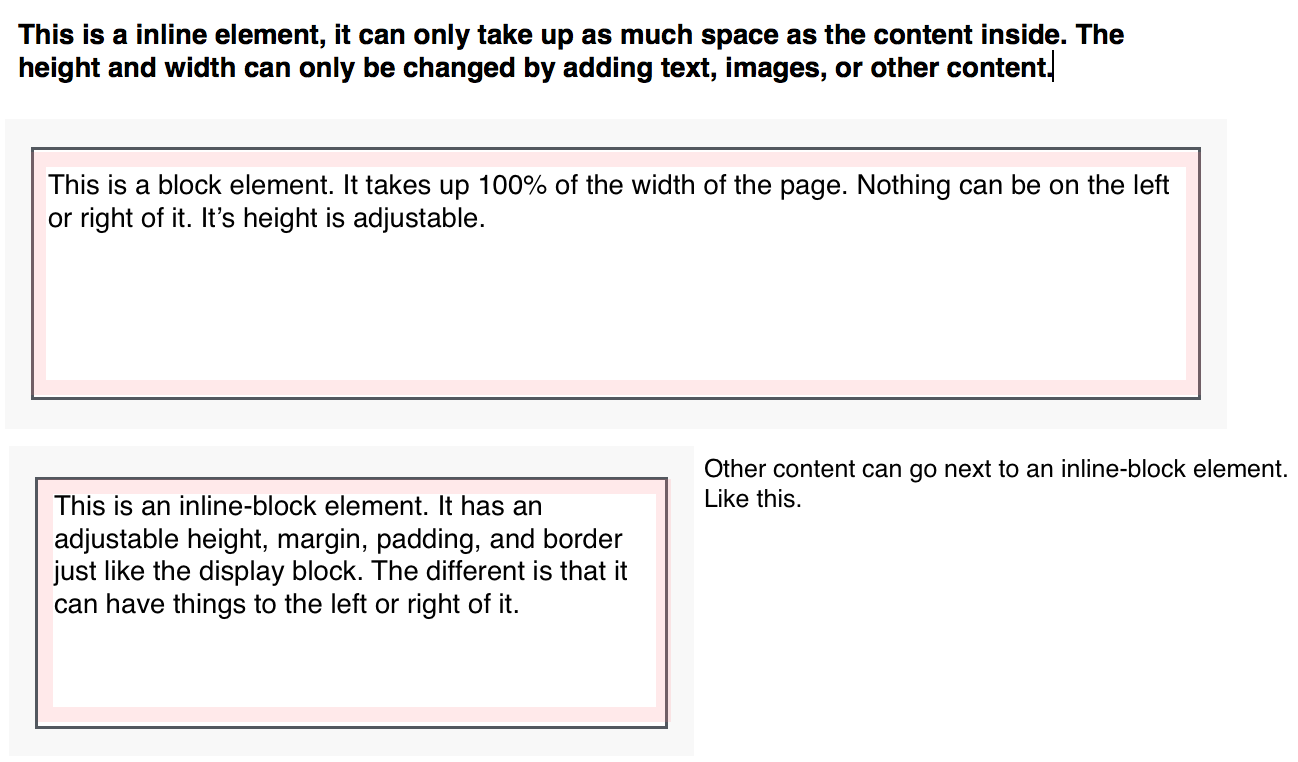 This is a inline element, it can only take up as much space as the content inside. The
height and width can only be changed by adding text, images, or other content.
This is a block element. It takes up 100% of the width of the page. Nothing can be on the left
or right of it. It’s height is adjustable.
This is an inline-block element. It has an
adjustable height, margin, padding, and border
just like the display block. The different is that it
can have things to the left or right of it.
Other content can go next to an inline-block element.
Like this.